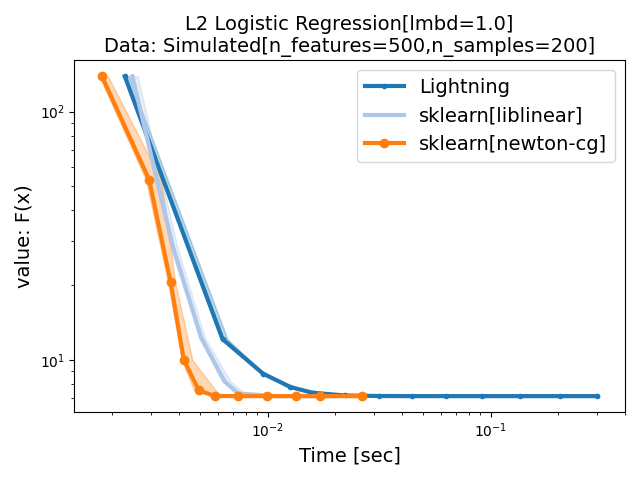 L2 Logistic Regression[lmbd=1.0]
Data: Simulated[n_features=500,n_samples=200]
Lightning
sklearn[liblinear]
sklearn[newton-cg]
value: F(x)
10²
10¹
10⁻²
10⁻¹
Time [sec]